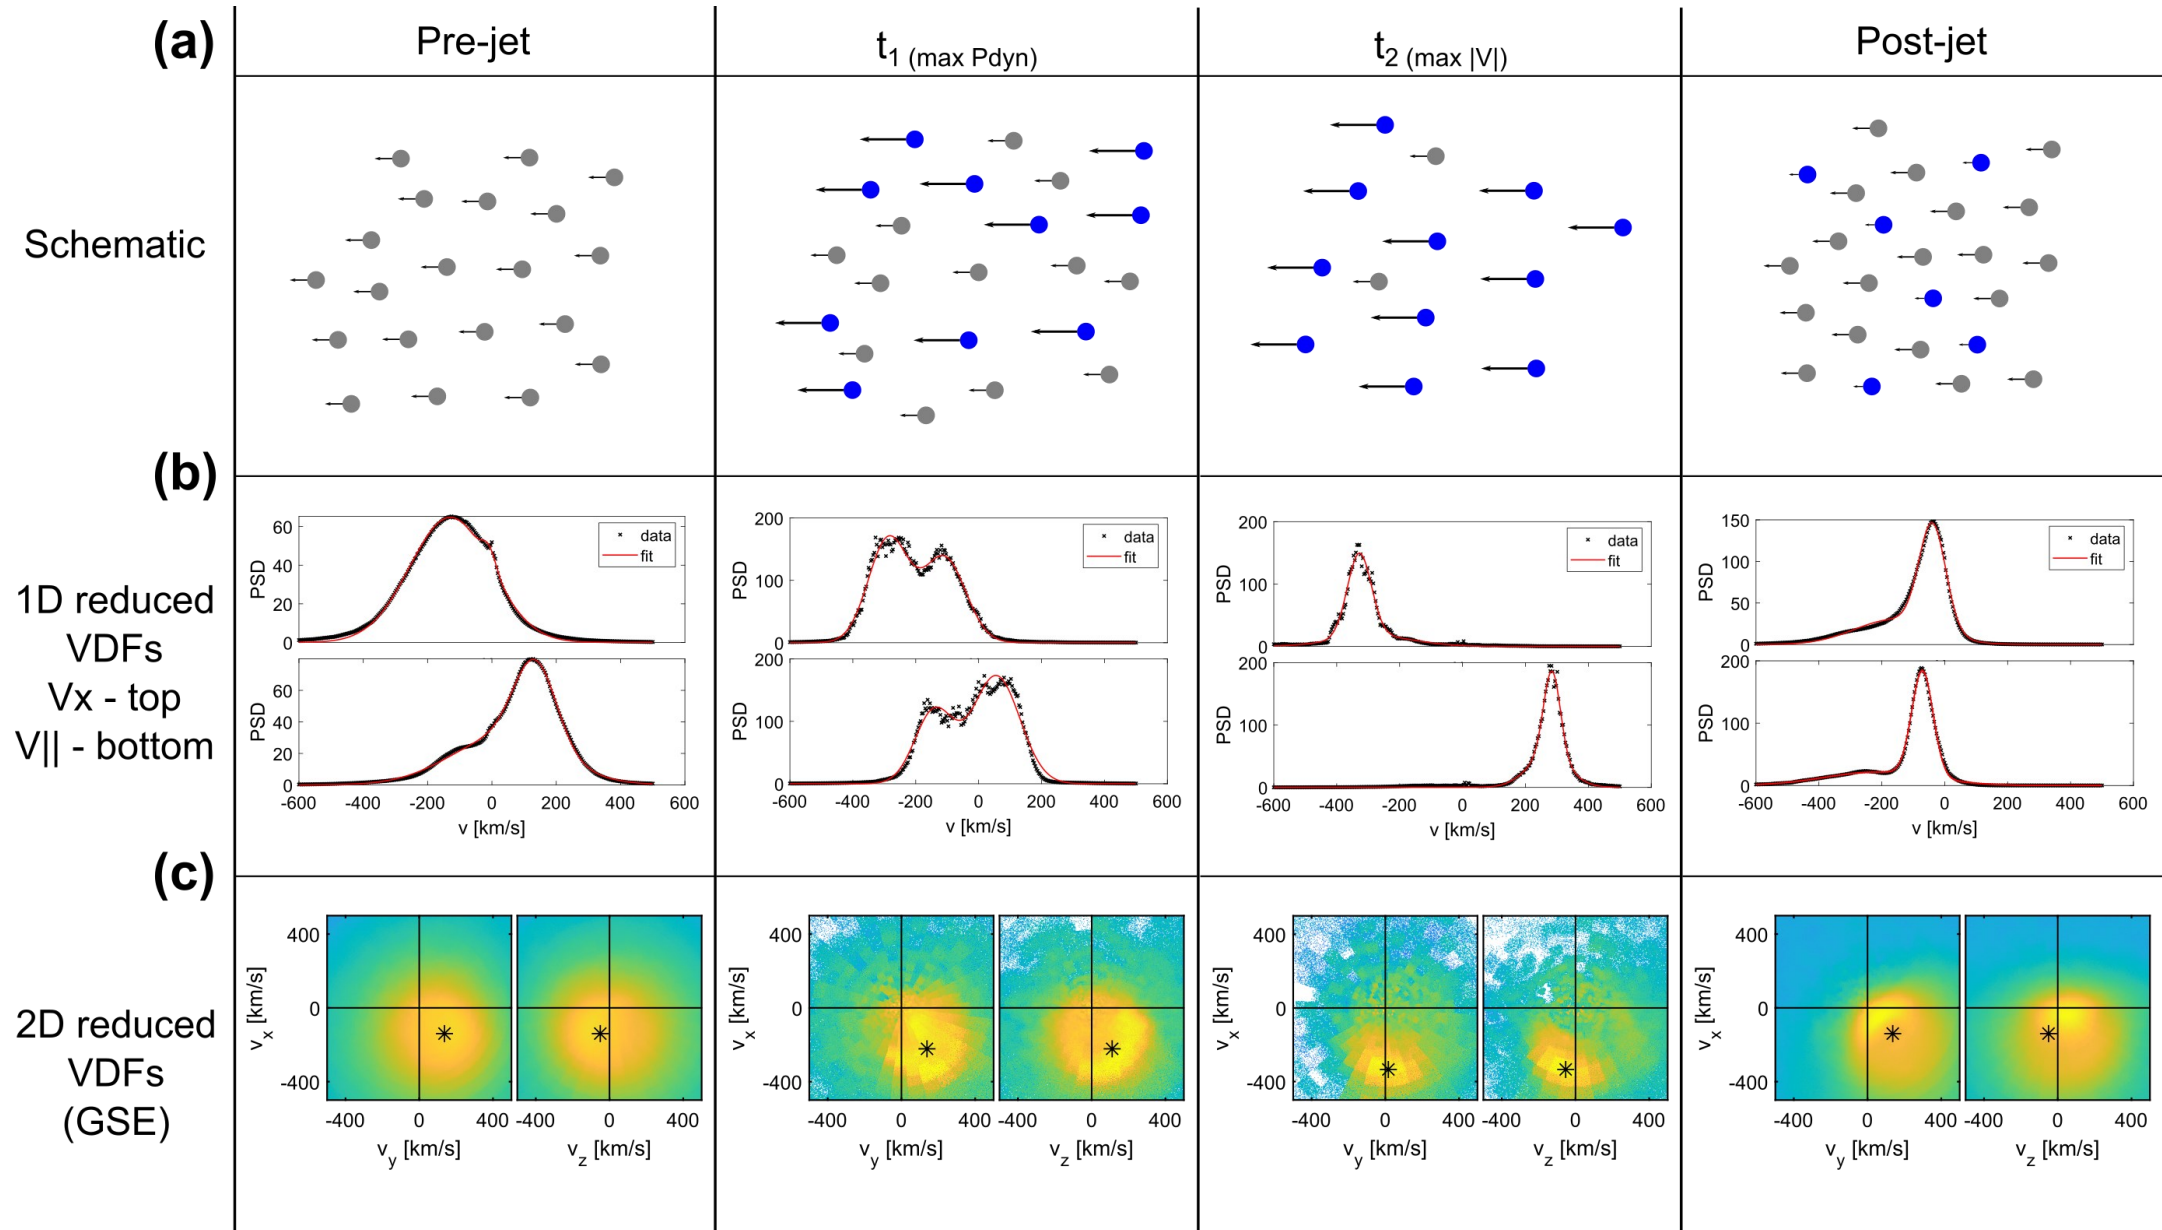 (a)
Pre-jet
t1 (max Pdyn)
t2 (max |V|)
Post-jet
Schematic
(b)
1D reduced
VDFs
Vx - top
V|| - bottom
PSD
60
40
20
0
data
fit
PSD
60
40
20
0
-600 -400 -200 0 200 400 600
v [km/s]
PSD
200
100
0
data
fit
PSD
200
100
0
-600 -400 -200 0 200 400 600
v [km/s]
PSD
200
100
0
data
fit
PSD
200
100
0
-600 -400 -200 0 200 400 600
v [km/s]
PSD
150
100
50
0
data
fit
PSD
200
100
0
-600 -400 -200 0 200 400 600
v [km/s]
(c)
2D reduced
VDFs
(GSE)
vx [km/s]
400
0
-400
-400 0 400
-400 0 400
vy [km/s]
vz [km/s]
vx [km/s]
400
0
-400
-400 0 400
-400 0 400
vy [km/s]
vz [km/s]
vx [km/s]
400
0
-400
-400 0 400
-400 0 400
vy [km/s]
vz [km/s]
vx [km/s]
400
0
-400
-400 0 400
-400 0 400
vy [km/s]
vz [km/s]